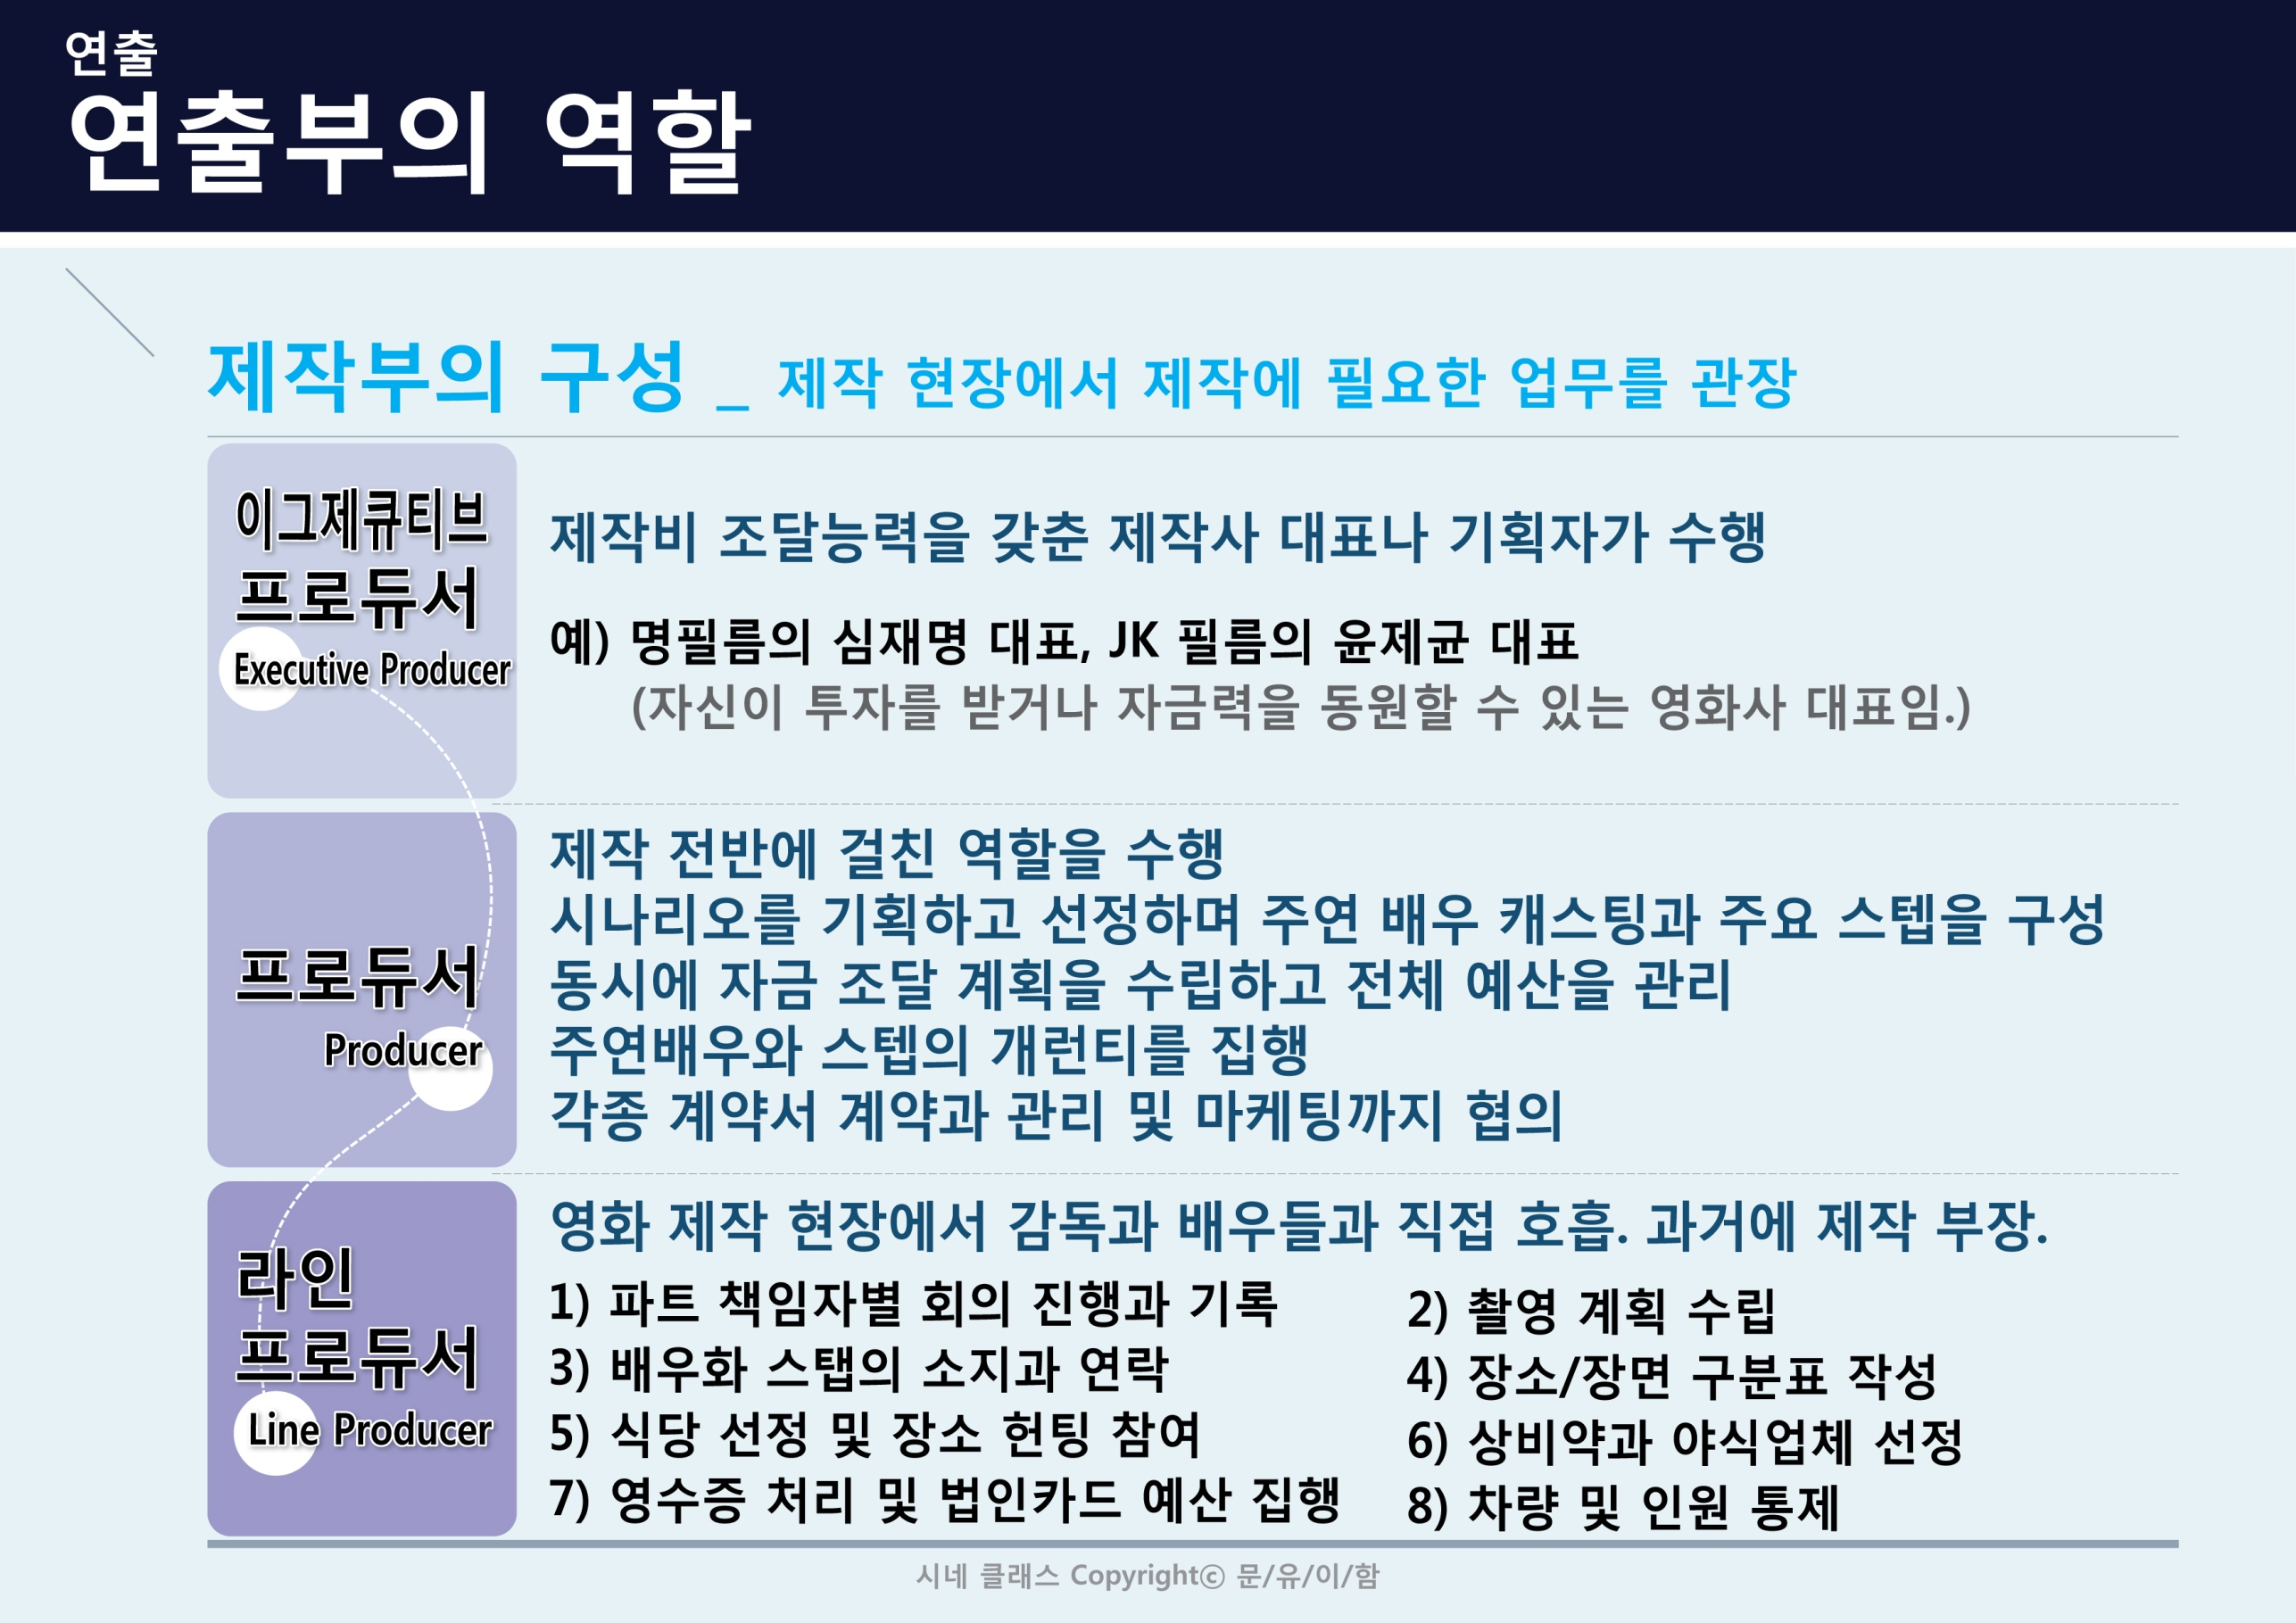 연출
연출부의 역할
제작부의 구성 _ 제작 현장에서 제작에 필요한 업무를 관장
이그제큐티브
프로듀서
Executive Producer
제작비 조달능력을 갖춘 제작사 대표나 기획자가 수행
예) 명필름의 심재명 대표, JK 필름의 윤제균 대표
(자신이 투자를 받거나 자금력을 동원할 수 있는 영화사 대표임.)
프로듀서
Producer
제작 전반에 걸친 역할을 수행
시나리오를 기획하고 선정하며 주연 배우 캐스팅과 주요 스텝을 구성
동시에 자금 조달 계획을 수립하고 전체 예산을 관리
주연배우와 스텝의 개런티를 집행
각종 계약서 계약과 관리 및 마케팅까지 협의
라인
프로듀서
Line Producer
영화 제작 현장에서 감독과 배우들과 직접 호흡. 과거에 제작 부장.
1) 파트 책임자별 회의 진행과 기록
2) 촬영 계획 수립
3) 배우화 스탭의 소지과 연락
4) 장소/장면 구분표 작성
5) 식당 선정 및 장소 헌팅 참여
6) 상비약과 야식업체 선정
7) 영수증 처리 및 법인카드 예산 집행
8) 차량 및 인원 통제
시네 클래스 Copyright© 문/유/이/함